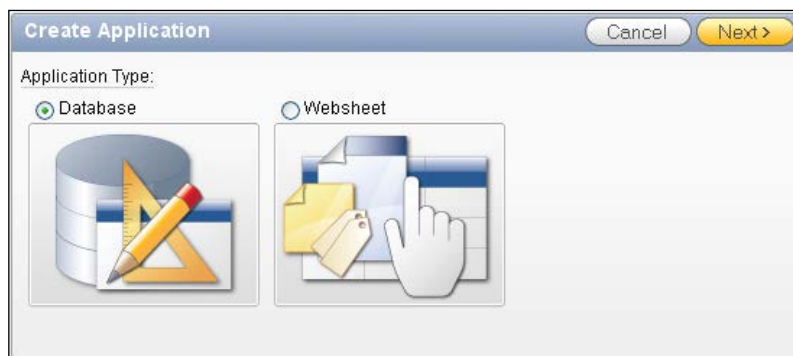 Create Application
Cancel
Next >
Application Type:
Database
Websheet